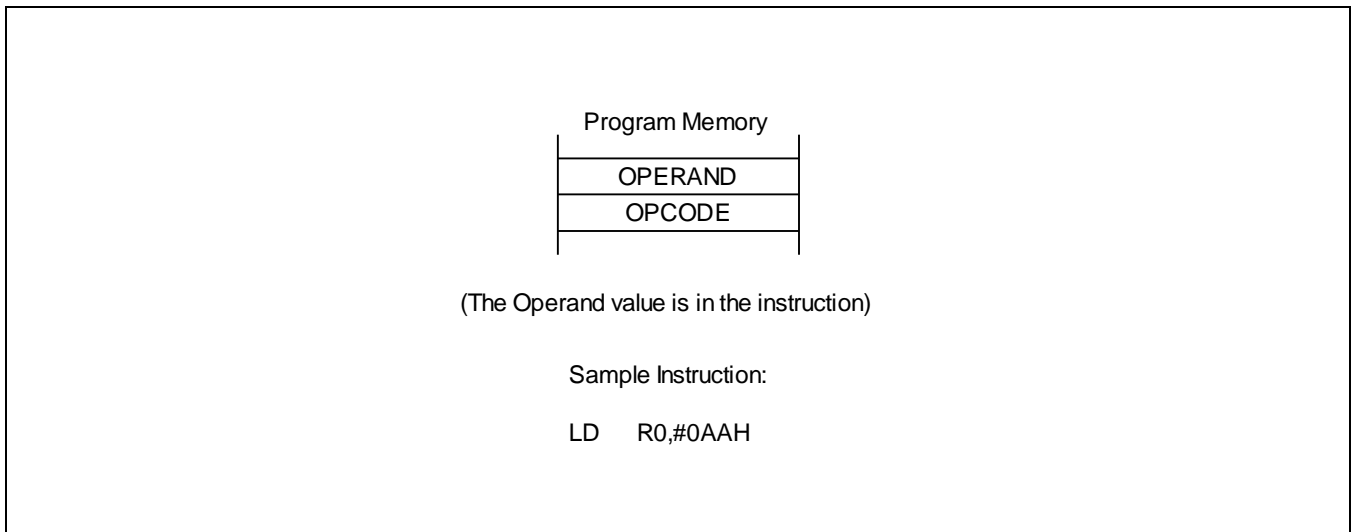 Program Memory
OPERAND
OPCODE
(The Operand value is in the instruction)
Sample Instruction:
LD R0,#0AAH